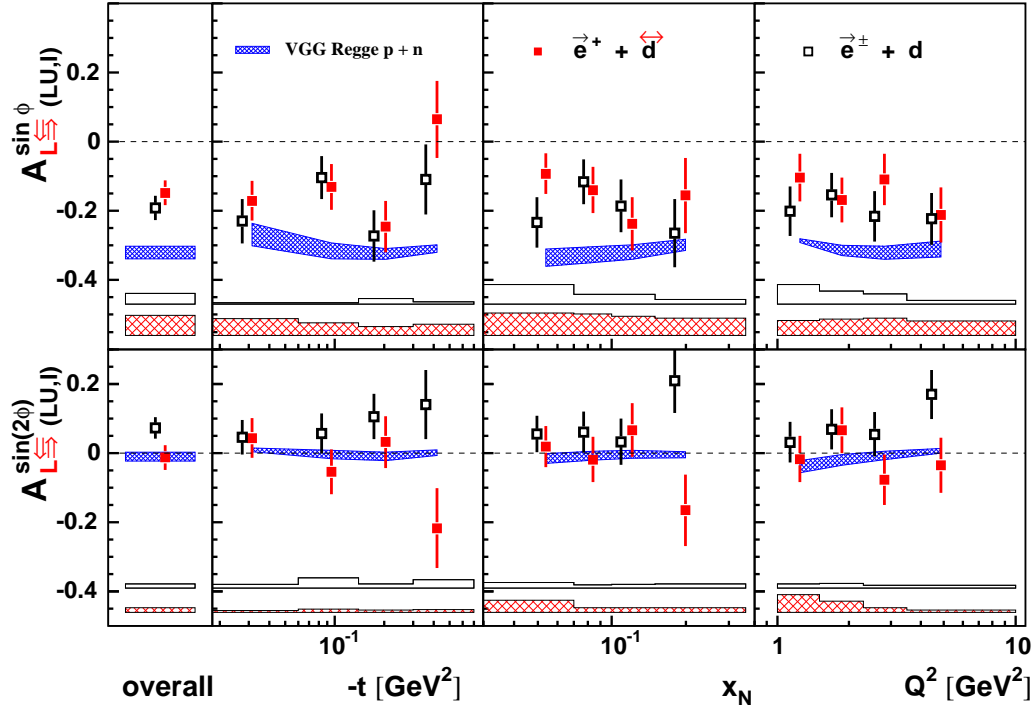 VGG Regge p + n
e⃗⁺ + d⃡
e⃗± + d
A sin ϕ L⇆ (LU,I)
0.2
0
-0.2
-0.4
A sin(2ϕ) L⇆ (LU,I)
0.2
0
-0.2
-0.4
10⁻¹
10⁻¹
1
10
overall
-t [GeV²]
x_N
Q² [GeV²]